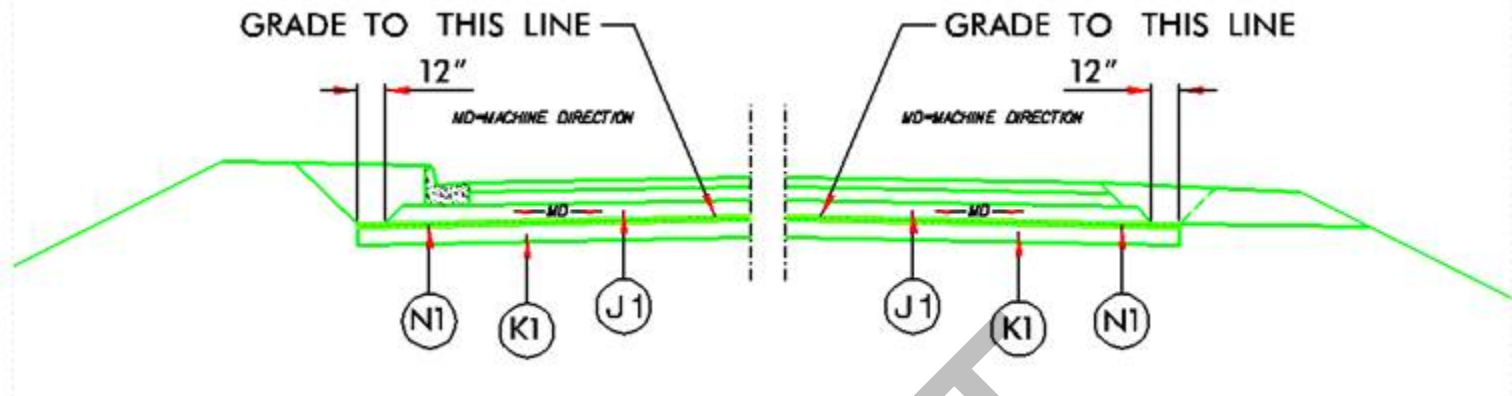 GRADE TO THIS LINE
GRADE TO THIS LINE
12"
12"
MD=MACHINE DIRECTION
MD=MACHINE DIRECTION
MD
MD
N1
K1
J1
J1
K1
N1